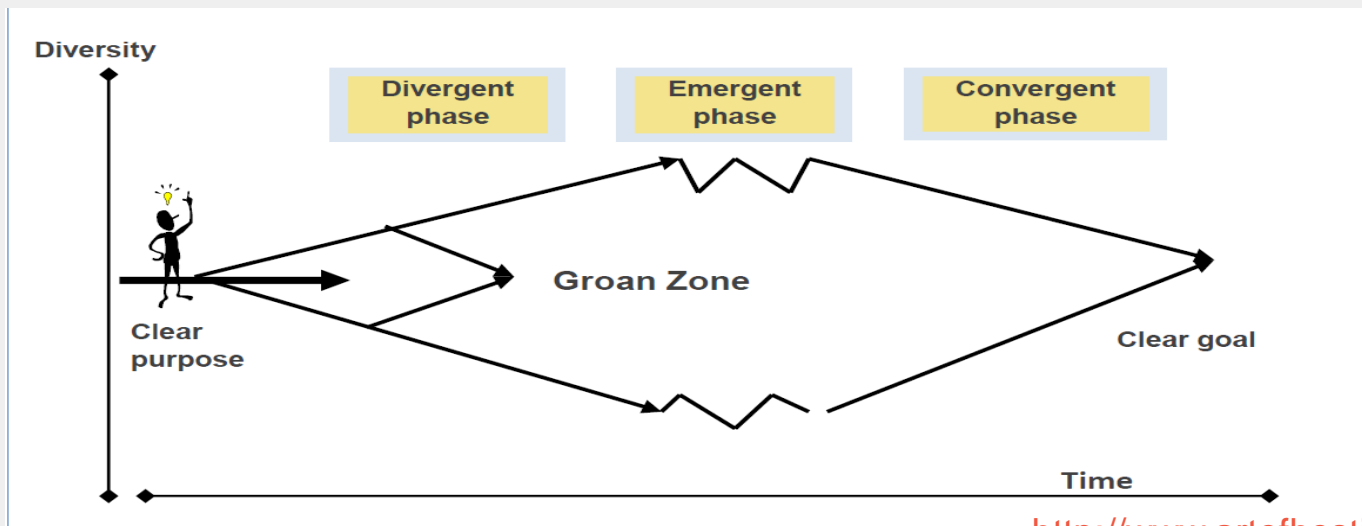 Diversity
Divergent
phase
Emergent
phase
Convergent
phase
Groan Zone
Clear
purpose
Clear goal
Time